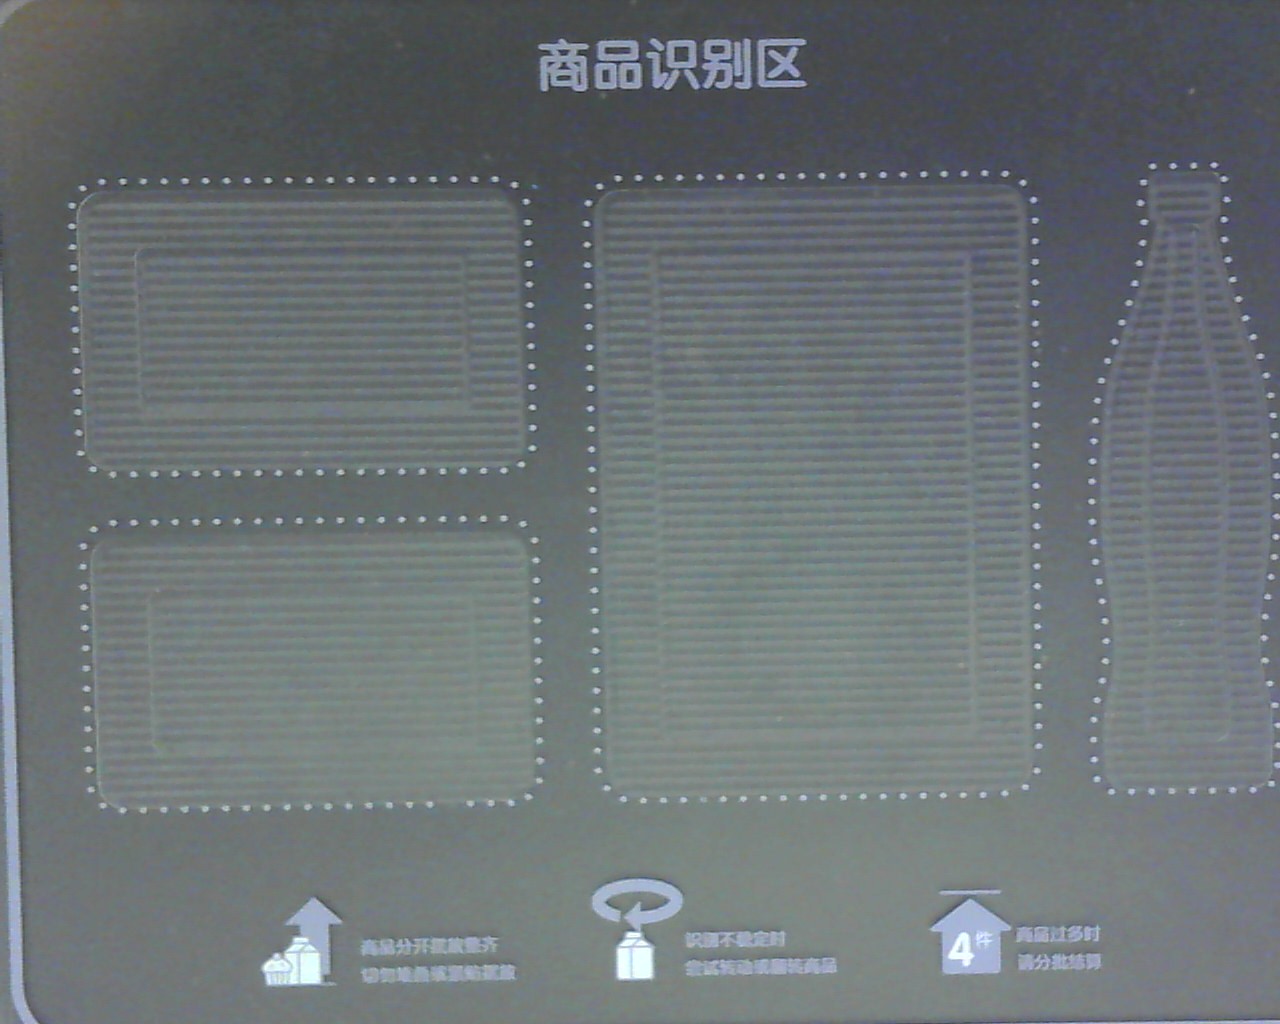 商品识别区
商品分开摆放整齐
切勿堆叠或紧贴摆放
识别不稳定时
尝试转动或翻转商品
4件
商品过多时
请分批结算